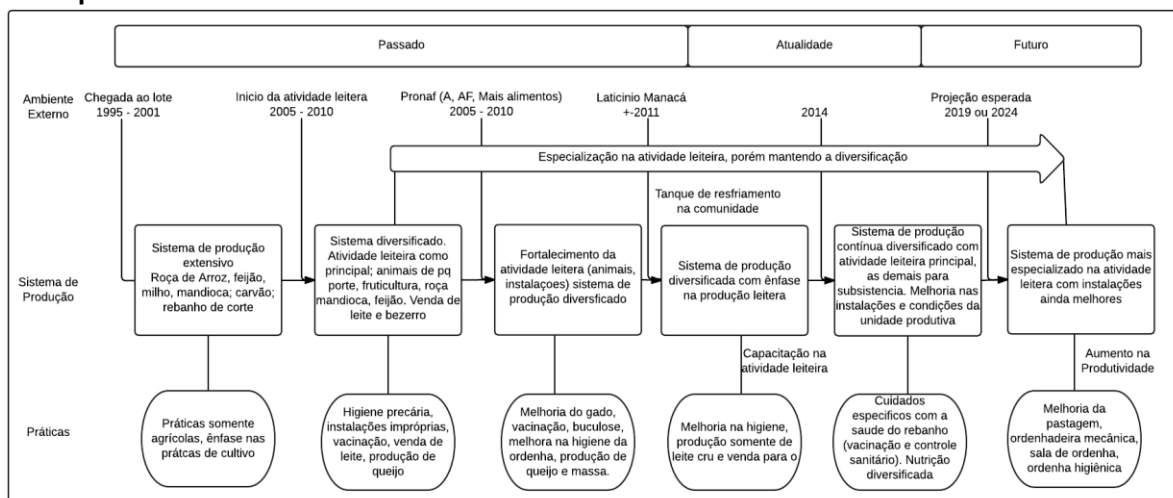 Passado
Atualidade
Futuro
Ambiente
Externo
Chegada ao lote
1995 - 2001
Inicio da atividade leitera
2005 - 2010
Pronaf (A, AF, Mais alimentos)
2005 - 2010
Laticinio Manacá
+-2011
2014
Projeção esperada
2019 ou 2024
Especialização na atividade leiteira, porém mantendo a diversificação
Tanque de resfriamento
na comunidade
Sistema de
Produção
Sistema de produção
extensivo
Roça de Arroz, feijão,
milho, mandioca; carvão;
rebanho de corte
Sistema diversificado.
Atividade leiteira como
principal; animais de pq
porte, fruticultura, roça
mandioca, feijão. Venda de
leite e bezerro
Fortalecimento da
atividade leitera (animais,
instalaçoes) sistema de
produção diversficado
Sistema de produção
diversificada com ênfase
na produção leitera
Sistema de produção
contínua diversificado com
atividade leitera principal,
as demais para
subsistencia. Melhoria nas
instalações e condições da
unidade produtiva
Sistema de produção mais
especializado na atividade
leitera com instalações
ainda melhores
Capacitação na
atividade leiteira
Aumento na
Produtividade
Práticas
Práticas somente
agrícolas, ênfase nas
prátcas de cultivo
Higiene precária,
instalações impróprias,
vacinação, venda de
leite, produção de
queijo
Melhoria do gado,
vacinação, buculose,
melhora na higiene da
ordenha, produção de
queijo e massa.
Melhoria na higiene,
produção somente de
leite cru e venda para o
Cuidados
especificos com a
saude do rebanho
(vacinação e controle
sanitário). Nutrição
diversificada
Melhoria da
pastagem,
ordenhadeira mecânica,
sala de ordenha,
ordenha higiênica